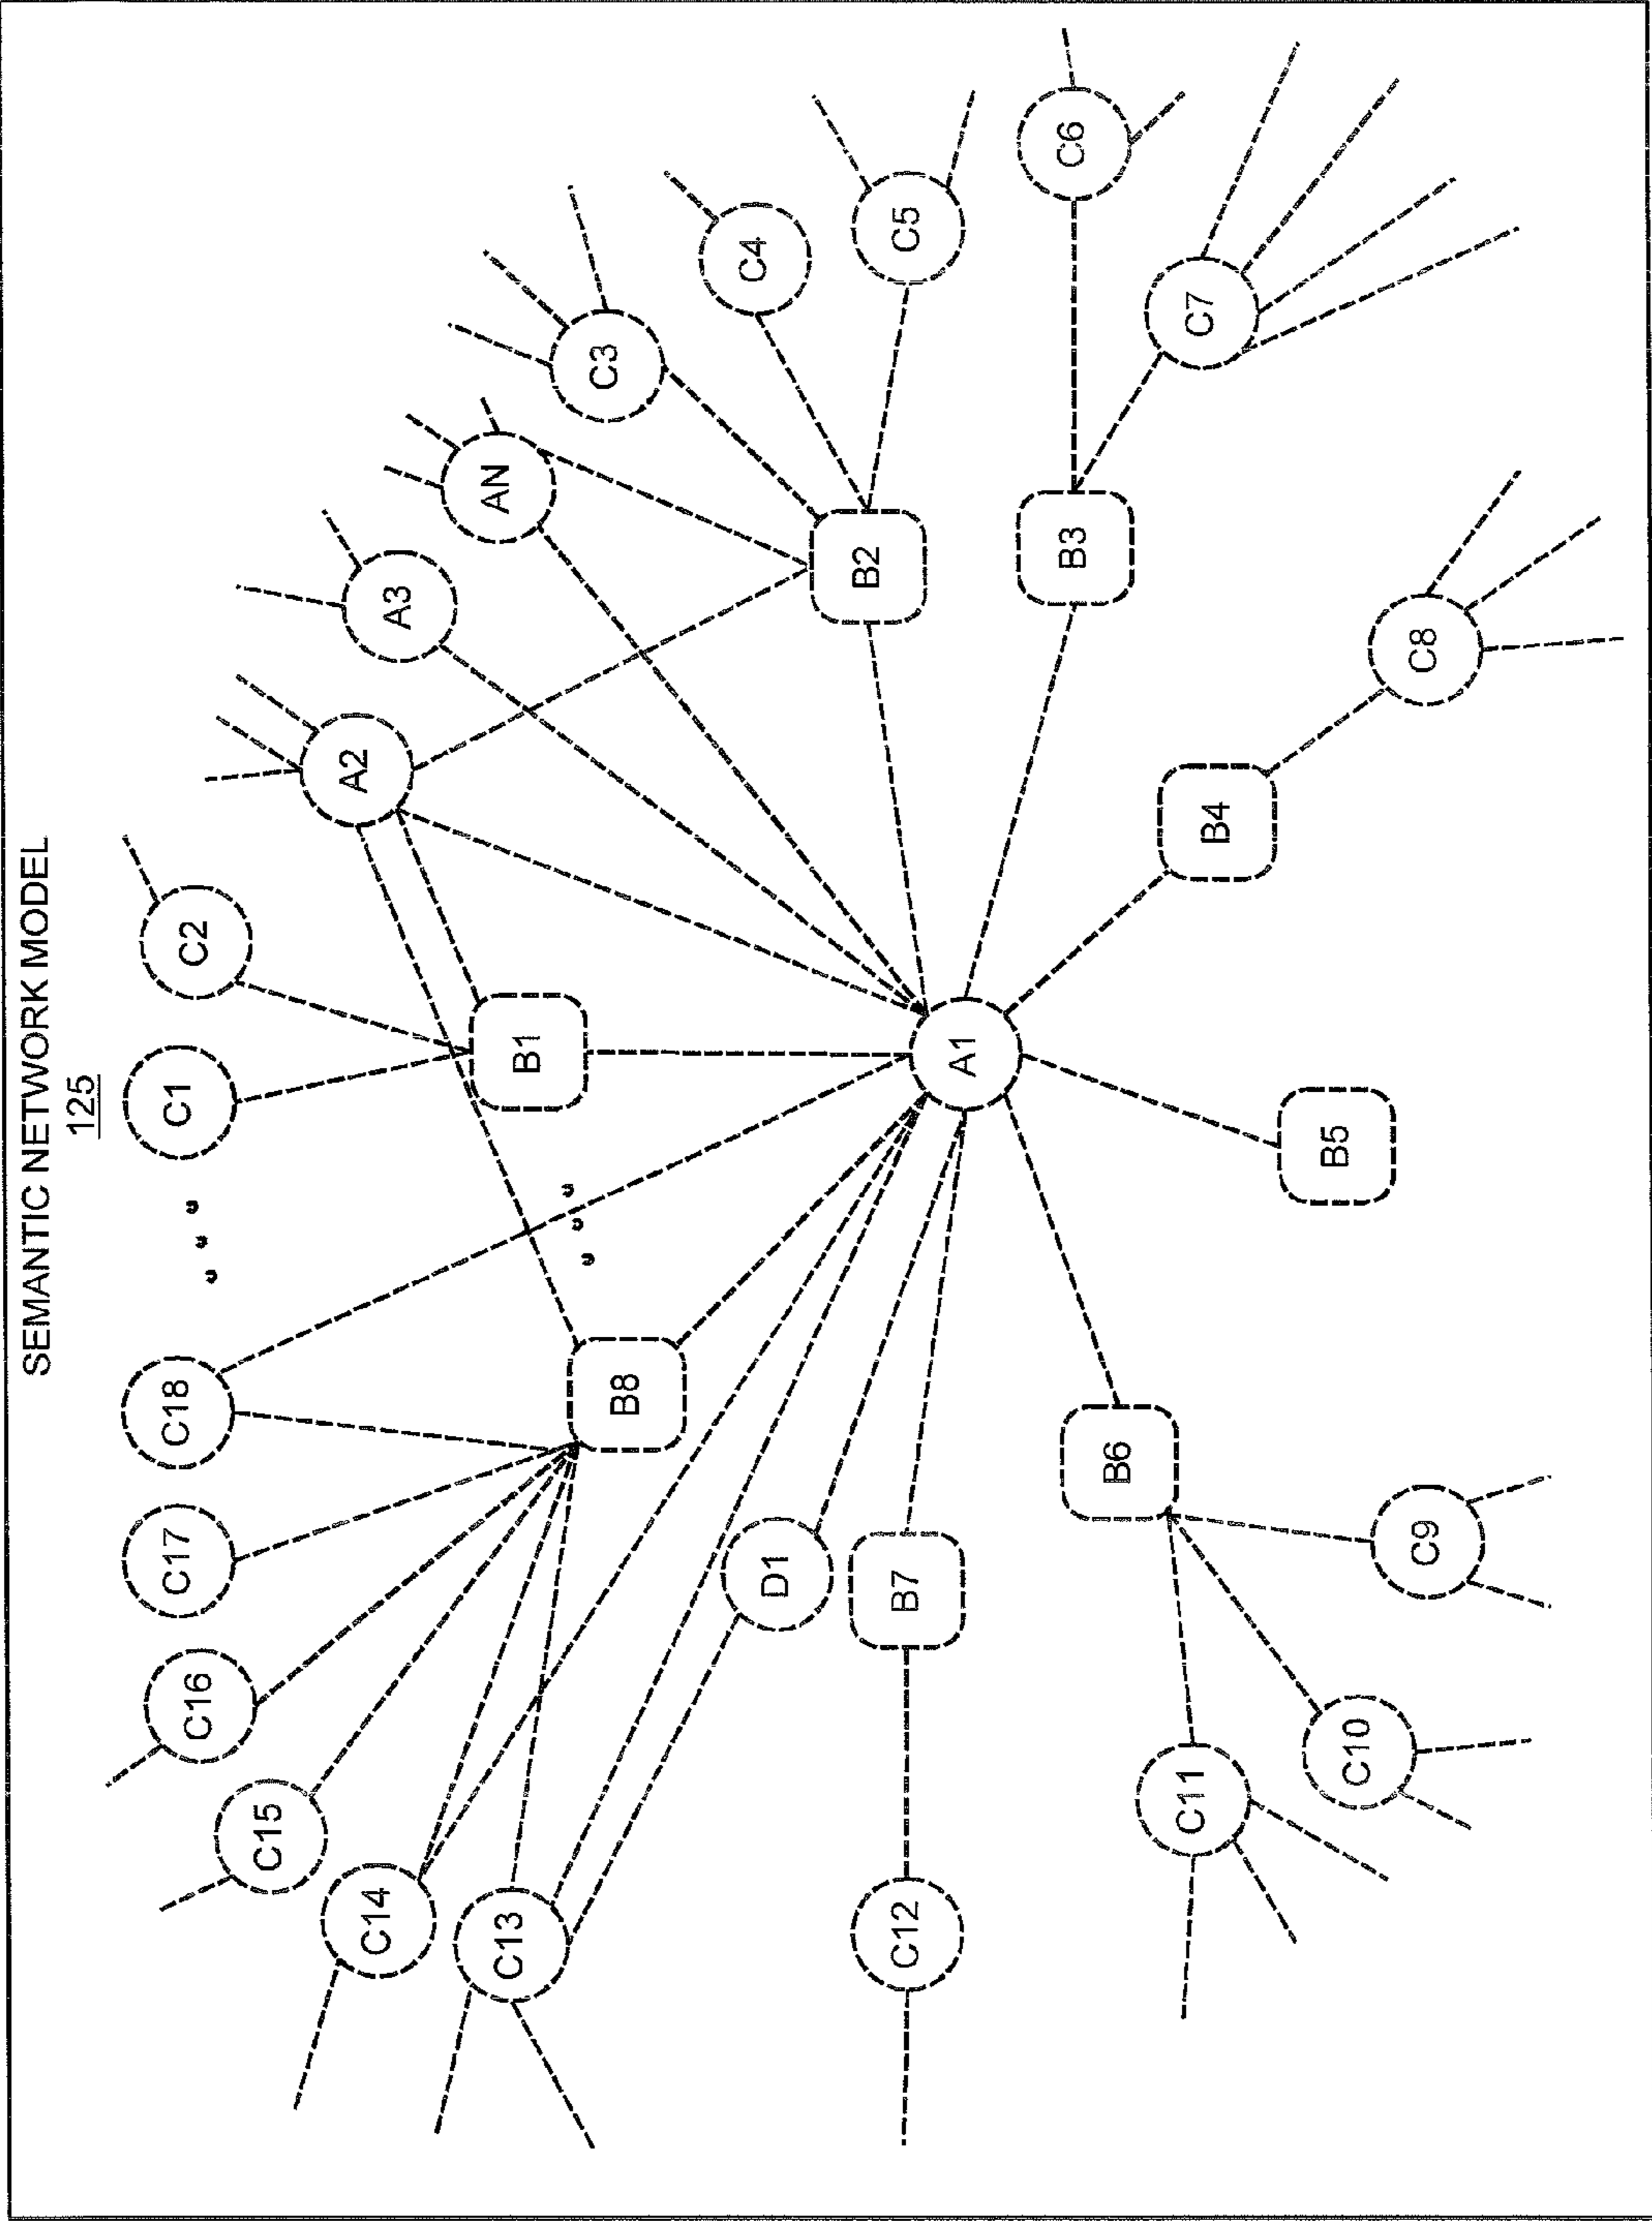 SEMANTIC NETWORK MODEL
125
C18
C1
C2
C17
C16
A2
C15
A3
C14
B8
B1
AN
C13
C3
D1
C4
B7
B2
C12
A1
C5
B6
B3
C6
C11
B4
C7
C10
B5
C9
C8